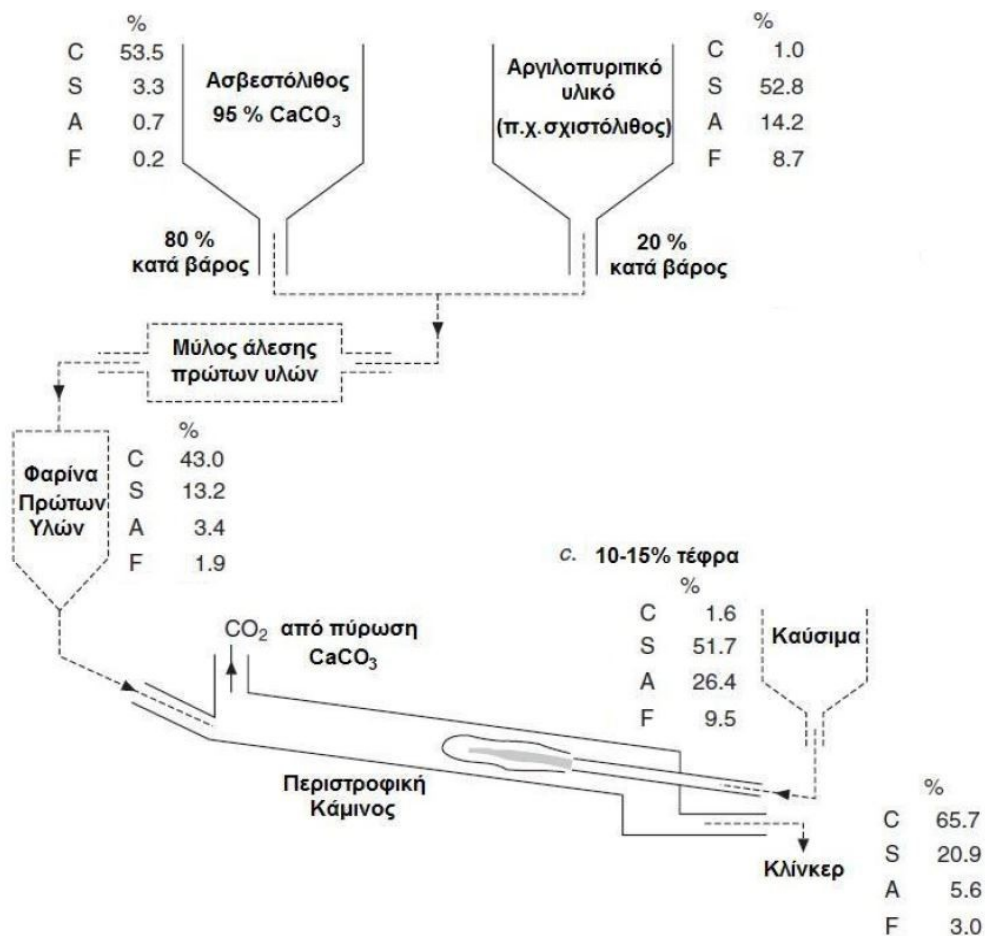 %
C 53.5
S 3.3
A 0.7
F 0.2
Ασβεστόλιθος
95 % CaCO₃
Αργιλοπυριτικό
υλικό
(π.χ.σχιστόλιθος)
%
C 1.0
S 52.8
A 14.2
F 8.7
80 %
κατά βάρος
20 %
κατά βάρος
Μύλος άλεσης
πρώτων υλών
Φαρίνα
Πρώτων
Υλών
%
C 43.0
S 13.2
A 3.4
F 1.9
c. 10-15% τέφρα
%
C 1.6
S 51.7
A 26.4
F 9.5
Καύσιμα
CO₂ από πύρωση
CaCO₃
Περιστροφική
Κάμινος
Κλίνκερ
%
C 65.7
S 20.9
A 5.6
F 3.0